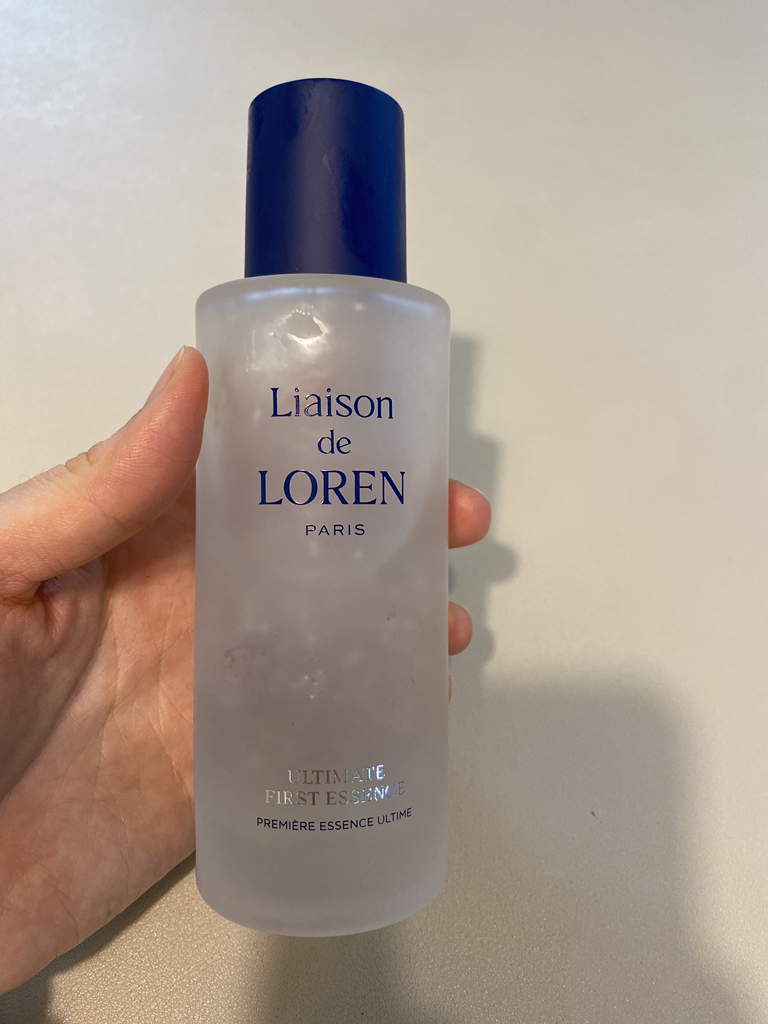 Liaison
de
LOREN
PARIS
ULTIMATE
FIRST ESSENCE
PREMIÈRE ESSENCE ULTIME